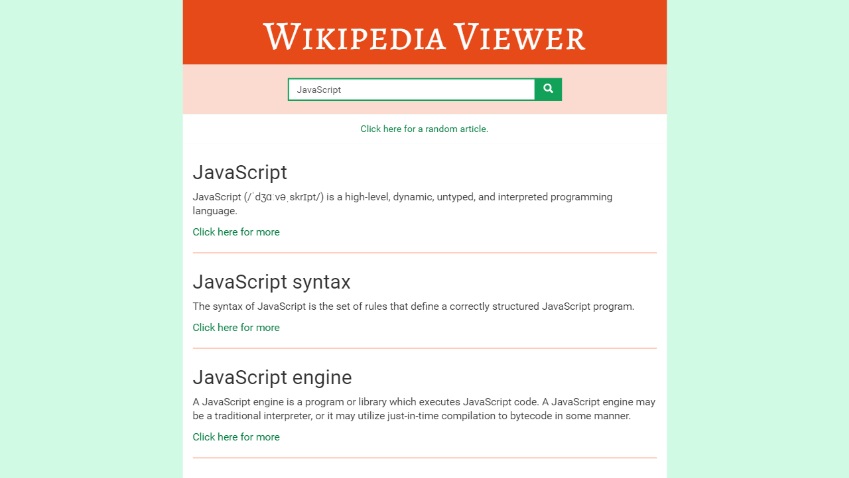 Wikipedia Viewer
JavaScript
Click here for a random article.
JavaScript
JavaScript (/ˈdʒɑːvəˌskrɪpt/) is a high-level, dynamic, untyped, and interpreted programming
language.
Click here for more
JavaScript syntax
The syntax of JavaScript is the set of rules that define a correctly structured JavaScript program.
Click here for more
JavaScript engine
A JavaScript engine is a program or library which executes JavaScript code. A JavaScript engine may
be a traditional interpreter, or it may utilize just-in-time compilation to bytecode in some manner.
Click here for more